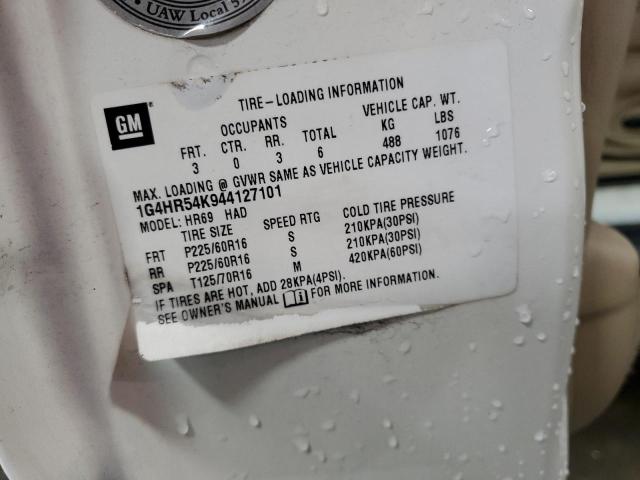 UAW Local 5
GM
TIRE-LOADING INFORMATION
OCCUPANTS VEHICLE CAP. WT.
FRT. CTR. RR. TOTAL KG LBS
3 0 3 6 488 1076
MAX. LOADING @ GVWR SAME AS VEHICLE CAPACITY WEIGHT.
1G4HR54K944127101
MODEL: HR69 HAD
TIRE SIZE SPEED RTG COLD TIRE PRESSURE
FRT P225/60R16 S 210KPA(30PSI)
RR P225/60R16 S 210KPA(30PSI)
SPA T125/70R16 M 420KPA(60PSI)
IF TIRES ARE HOT, ADD 28KPA(4PSI).
SEE OWNER'S MANUAL FOR MORE INFORMATION.